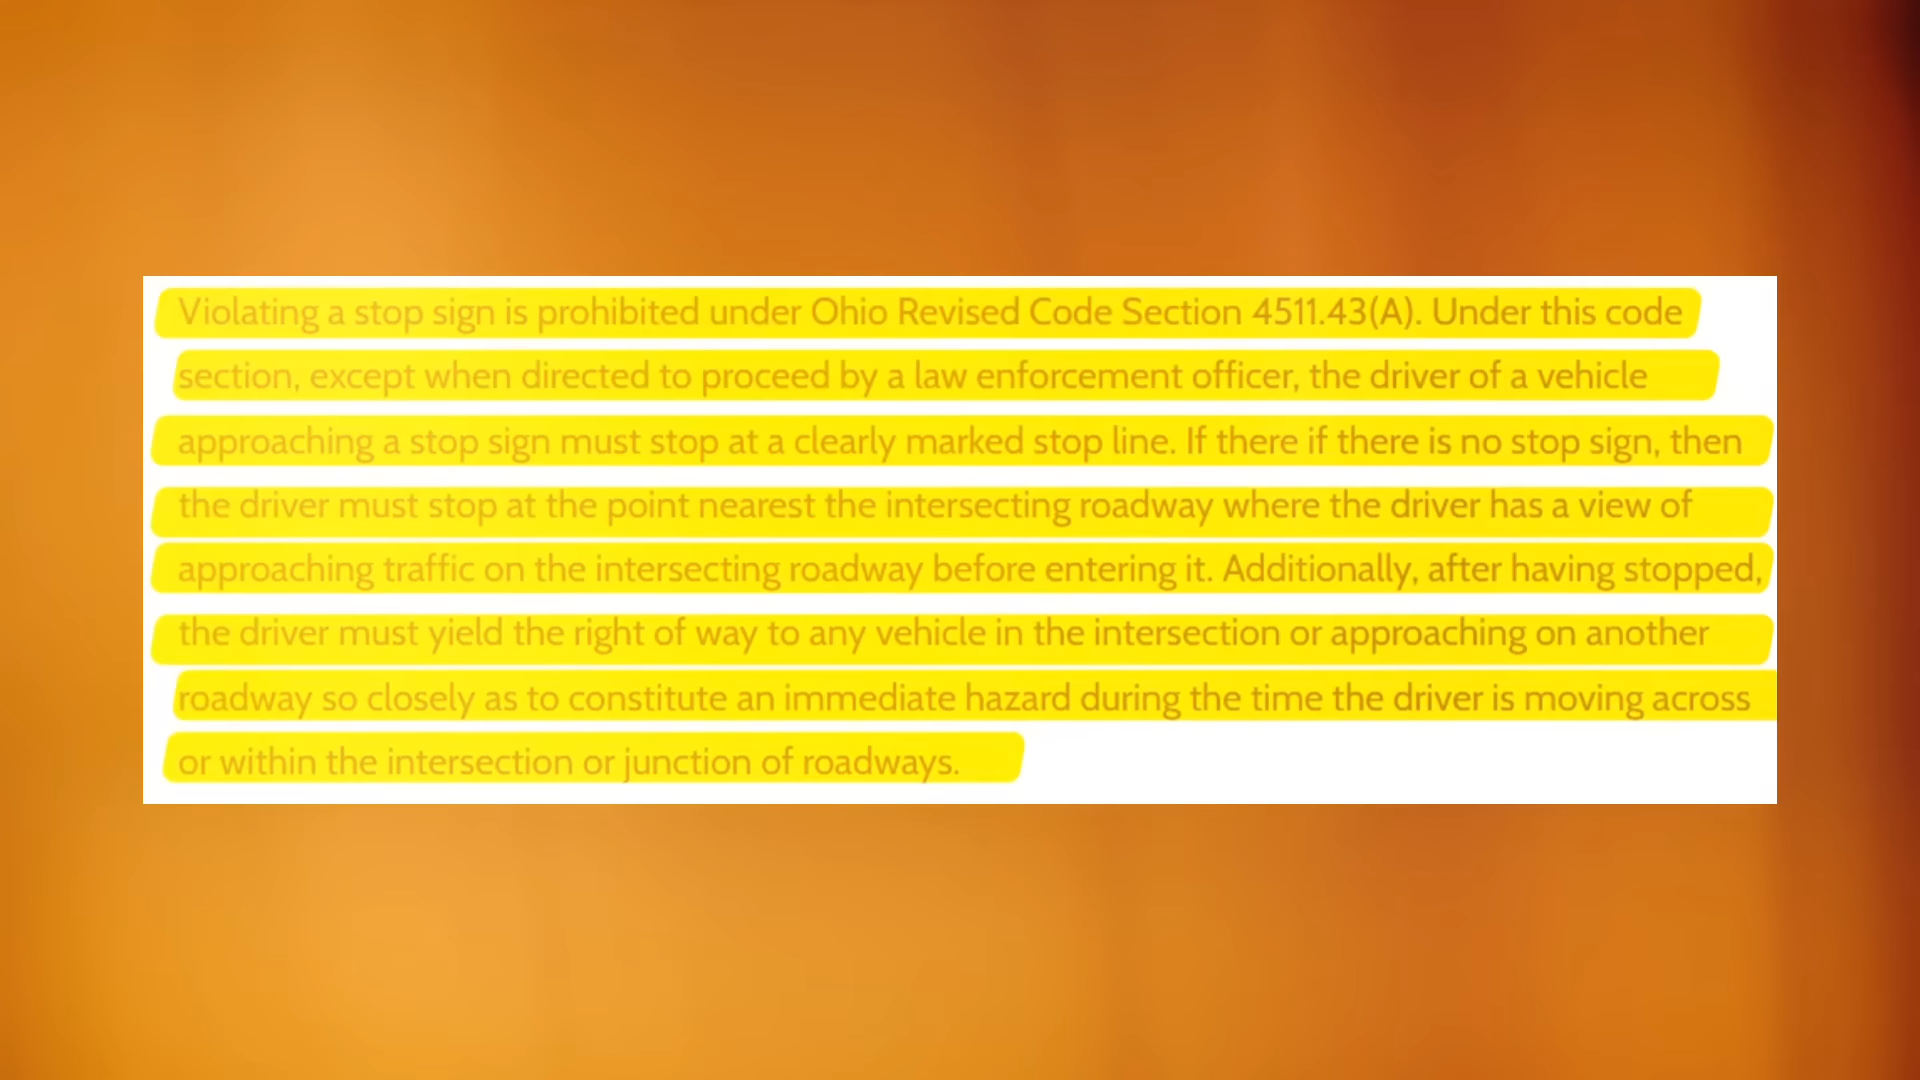 Violating a stop sign is prohibited under Ohio Revised Code Section 4511.43(A). Under this code
section, except when directed to proceed by a law enforcement officer, the driver of a vehicle
approaching a stop sign must stop at a clearly marked stop line. If there if there is no stop sign, then
the driver must stop at the point nearest the intersecting roadway where the driver has a view of
approaching traffic on the intersecting roadway before entering it. Additionally, after having stopped,
the driver must yield the right of way to any vehicle in the intersection or approaching on another
roadway so closely as to constitute an immediate hazard during the time the driver is moving across
or within the intersection or junction of roadways.